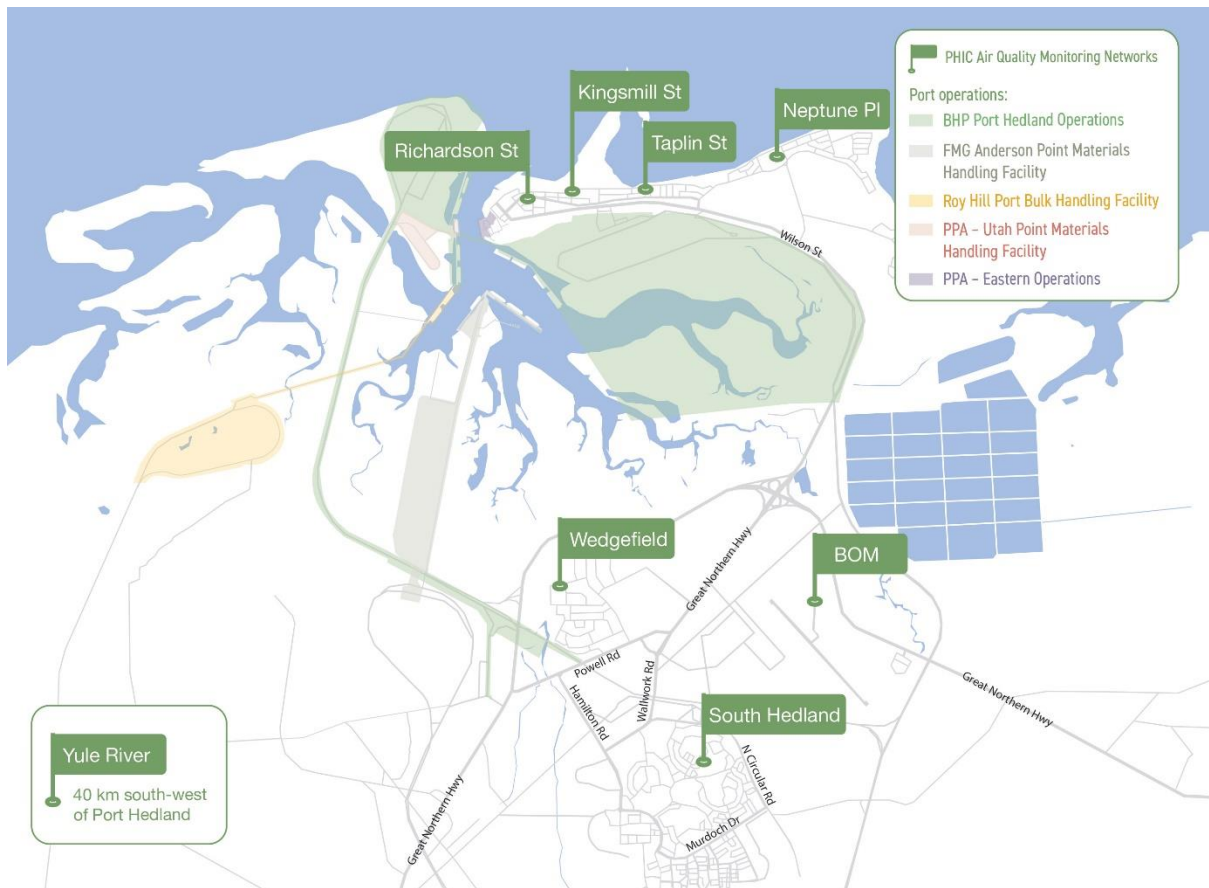 PHIC Air Quality Monitoring Networks
Port operations:
BHP Port Hedland Operations
FMG Anderson Point Materials
Handling Facility
Roy Hill Port Bulk Handling Facility
PPA – Utah Point Materials
Handling Facility
PPA – Eastern Operations
Kingsmill St
Neptune Pl
Richardson St
Taplin St
Wilson St
Wedgefield
BOM
Great Northern Hwy
Powell Rd
Wallwork Rd
Hamilton Rd
South Hedland
N Circular Rd
Great Northern Hwy
Murdoch Dr
Great Northern Hwy
Yule River
40 km south-west
of Port Hedland